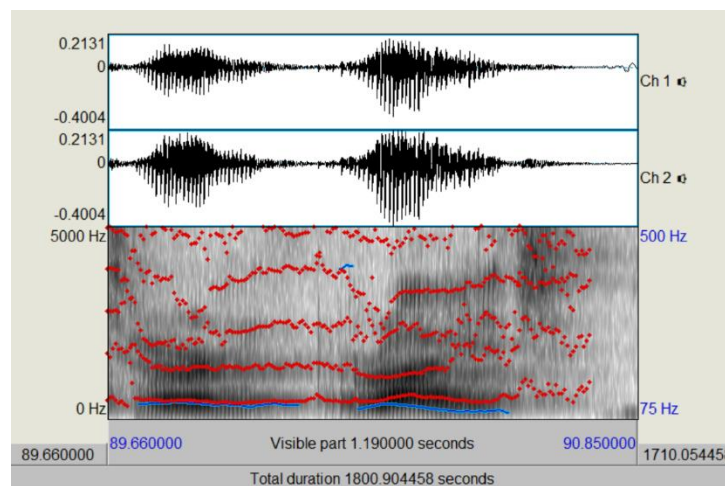 0.2131
0
-0.4004
Ch 1
0.2131
0
-0.4004
Ch 2
5000 Hz
500 Hz
0 Hz
75 Hz
89.660000 Visible part 1.190000 seconds 90.850000
89.660000 1710.054458
Total duration 1800.904458 seconds